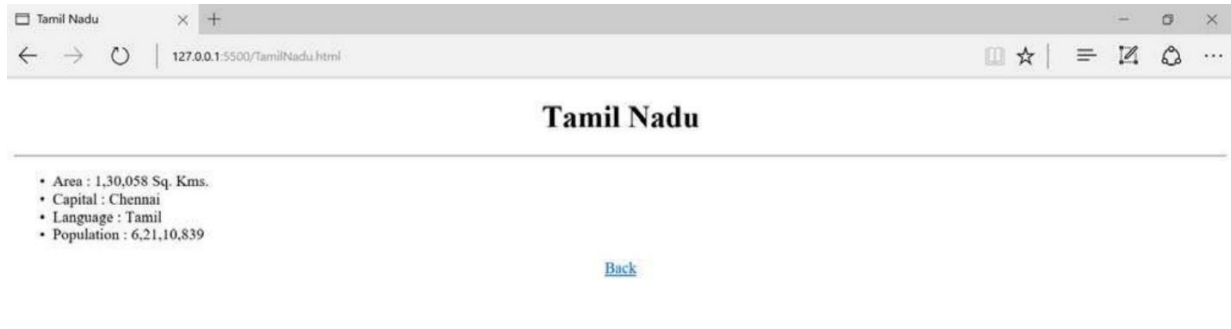 Tamil Nadu
127.0.0.1:5500/TamilNadu.html
Tamil Nadu
• Area : 1,30,058 Sq. Kms.
• Capital : Chennai
• Language : Tamil
• Population : 6,21,10,839
Back